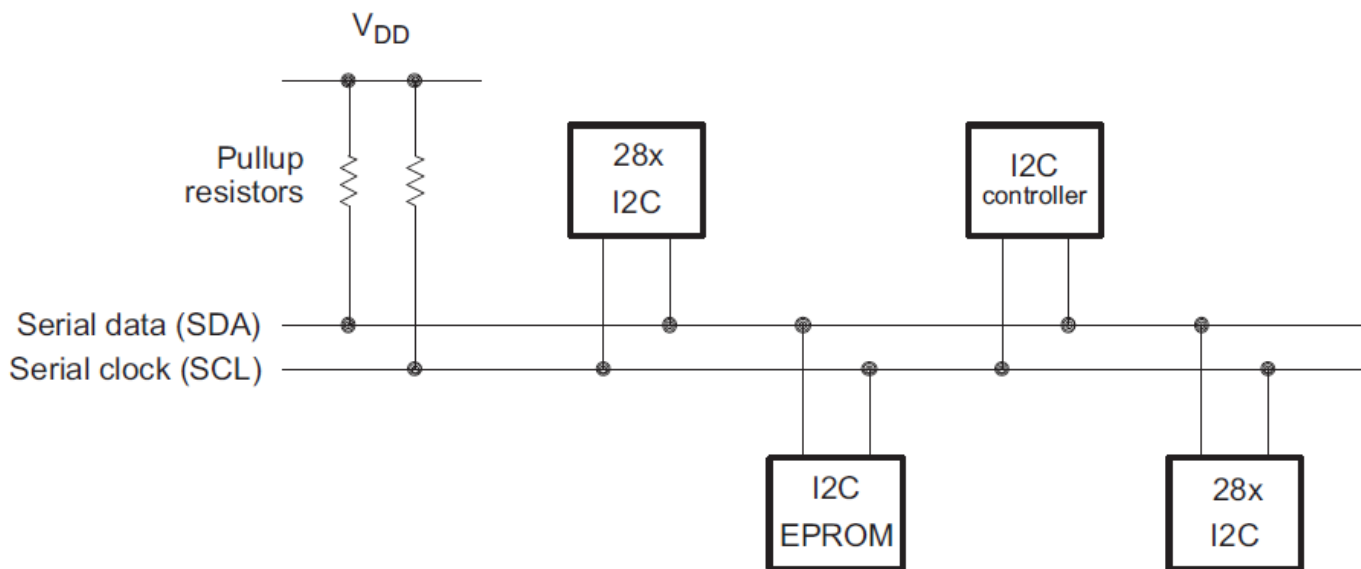 VDD
Pullup
resistors
28x
I2C
I2C
controller
Serial data (SDA)
Serial clock (SCL)
I2C
EPROM
28x
I2C